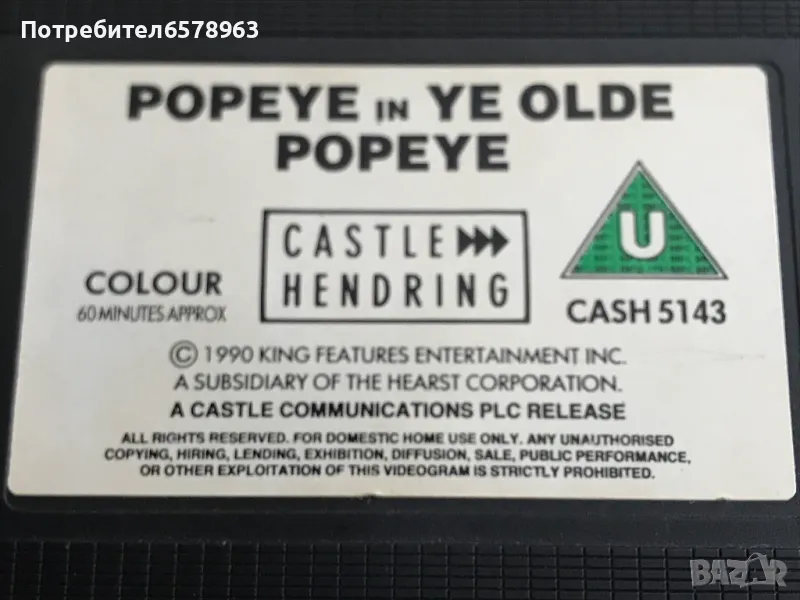 Потребител6578963
POPEYE IN YE OLDE
POPEYE
CASTLE
HENDRING
U
COLOUR
60 MINUTES APPROX
CASH 5143
© 1990 KING FEATURES ENTERTAINMENT INC.
A SUBSIDIARY OF THE HEARST CORPORATION.
A CASTLE COMMUNICATIONS PLC RELEASE
ALL RIGHTS RESERVED. FOR DOMESTIC HOME USE ONLY. ANY UNAUTHORISED
COPYING, HIRING, LENDING, EXHIBITION, DIFFUSION, SALE, PUBLIC PERFORMANCE,
OR OTHER EXPLOITATION OF THIS VIDEOGRAM IS STRICTLY PROHIBITED.
BAZAR